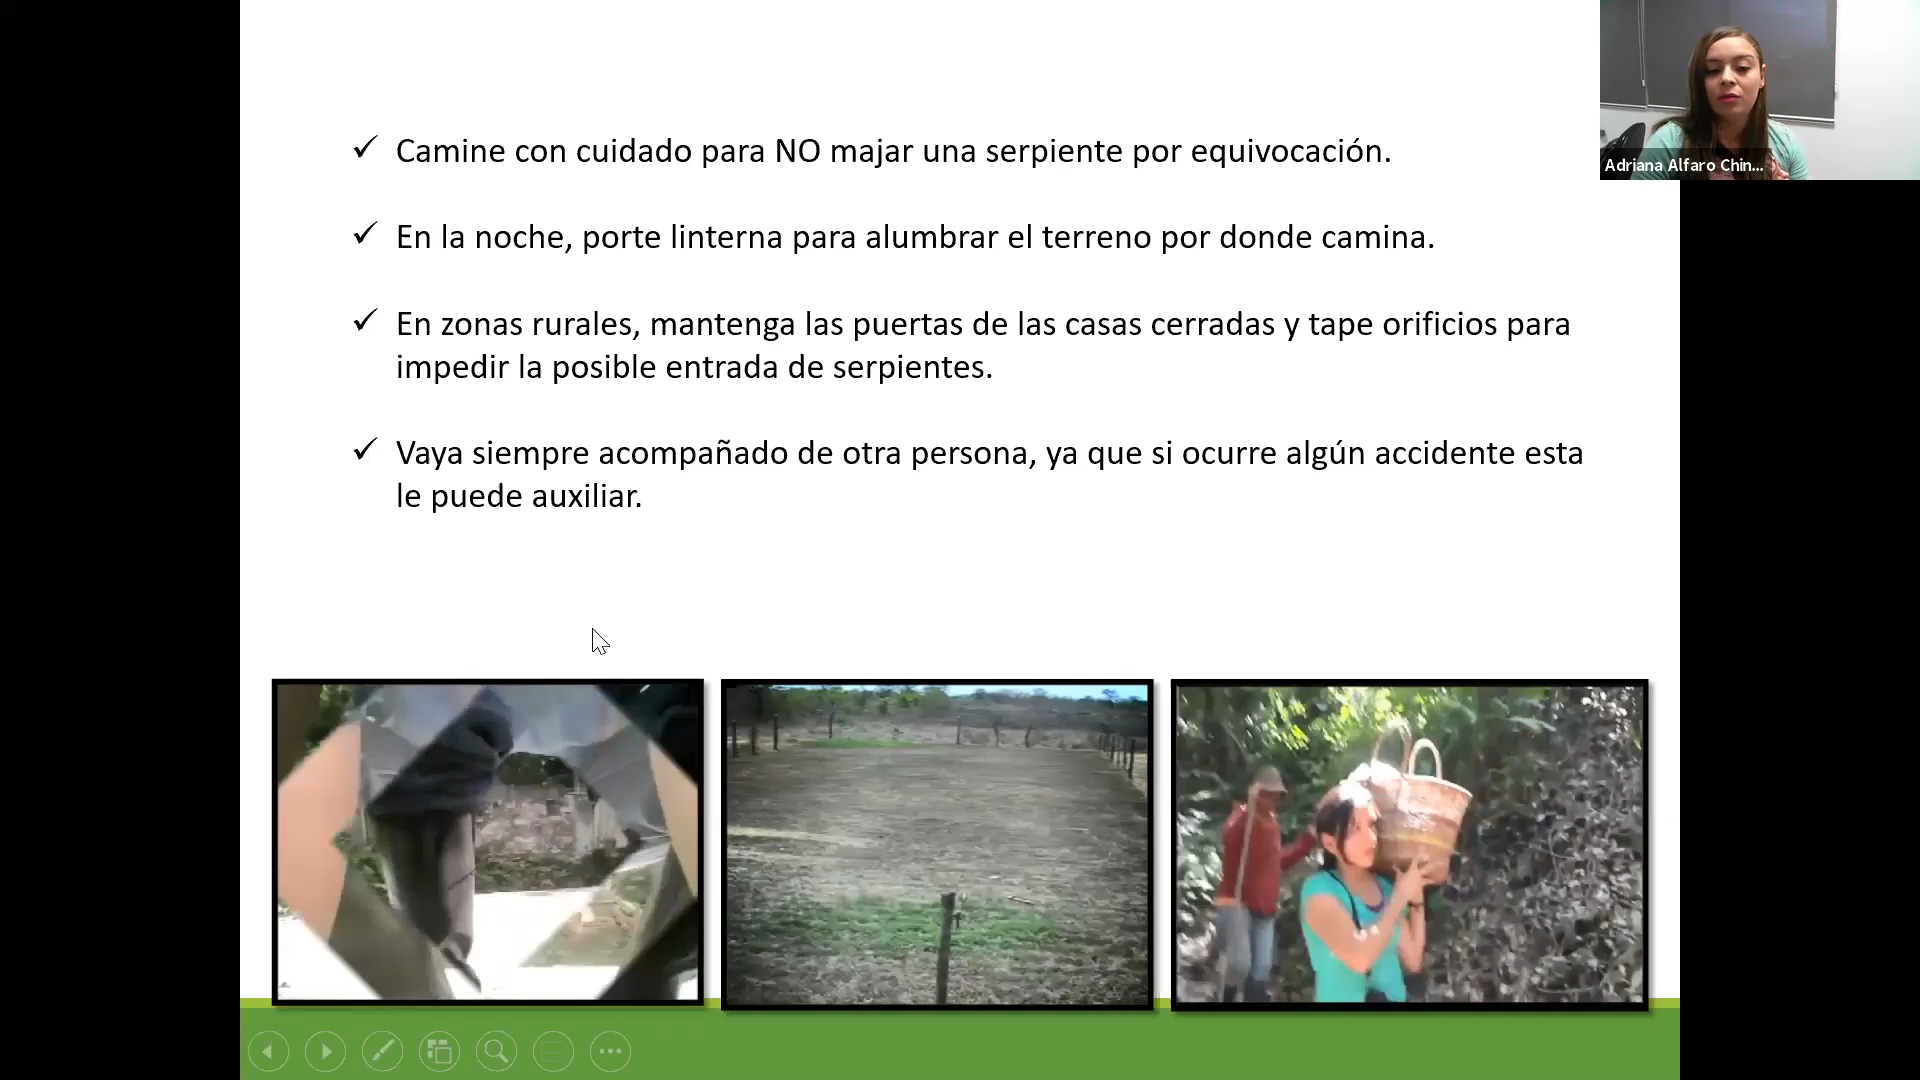 Camine con cuidado para NO majar una serpiente por equivocación.
En la noche, porte linterna para alumbrar el terreno por donde camina.
En zonas rurales, mantenga las puertas de las casas cerradas y tape orificios para
impedir la posible entrada de serpientes.
Vaya siempre acompañado de otra persona, ya que si ocurre algún accidente esta
le puede auxiliar.
Adriana Alfaro Chin...